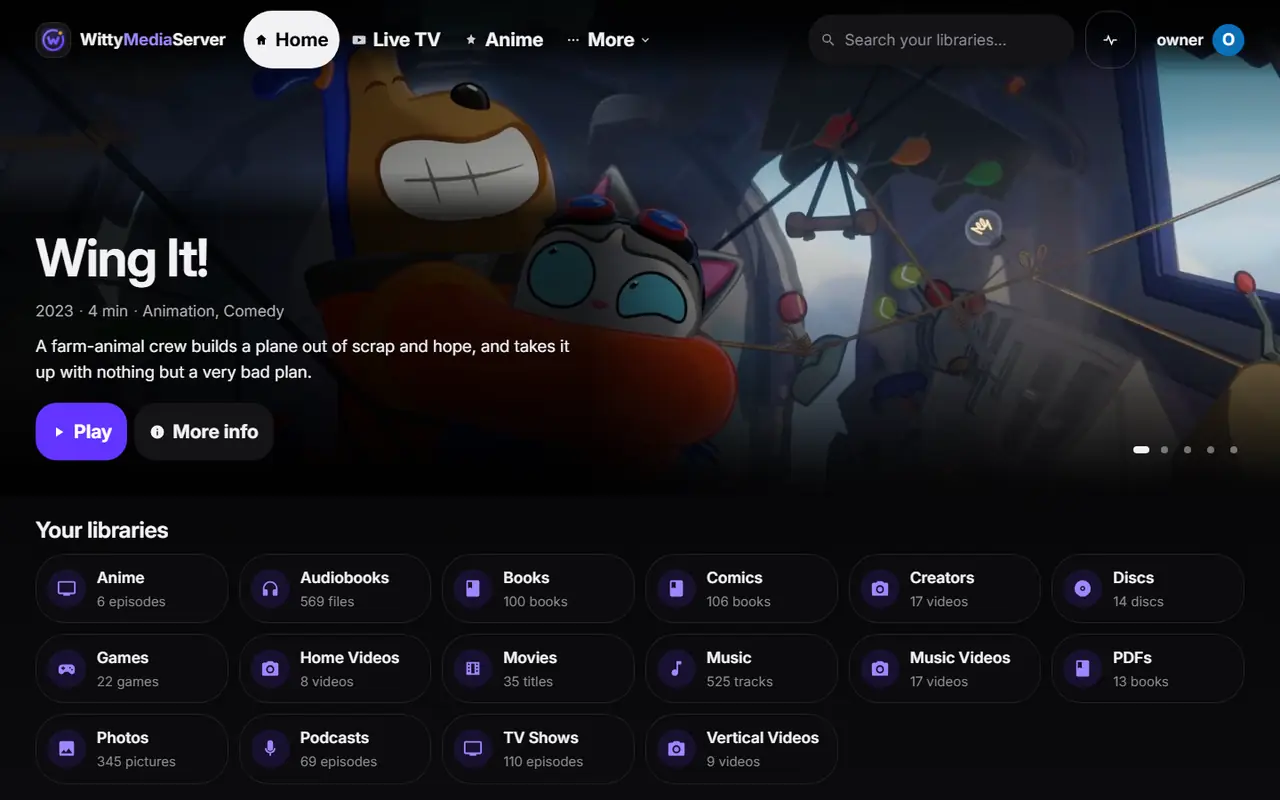 WittyMediaServer
Home
Live TV
Anime
More
Search your libraries...
owner
O
Wing It!
2023 · 4 min · Animation, Comedy
A farm-animal crew builds a plane out of scrap and hope, and takes it
up with nothing but a very bad plan.
Play
More info
Your libraries
Anime
6 episodes
Audiobooks
569 files
Books
100 books
Comics
106 books
Creators
17 videos
Discs
14 discs
Games
22 games
Home Videos
8 videos
Movies
35 titles
Music
525 tracks
Music Videos
17 videos
PDFs
13 books
Photos
345 pictures
Podcasts
69 episodes
TV Shows
110 episodes
Vertical Videos
9 videos